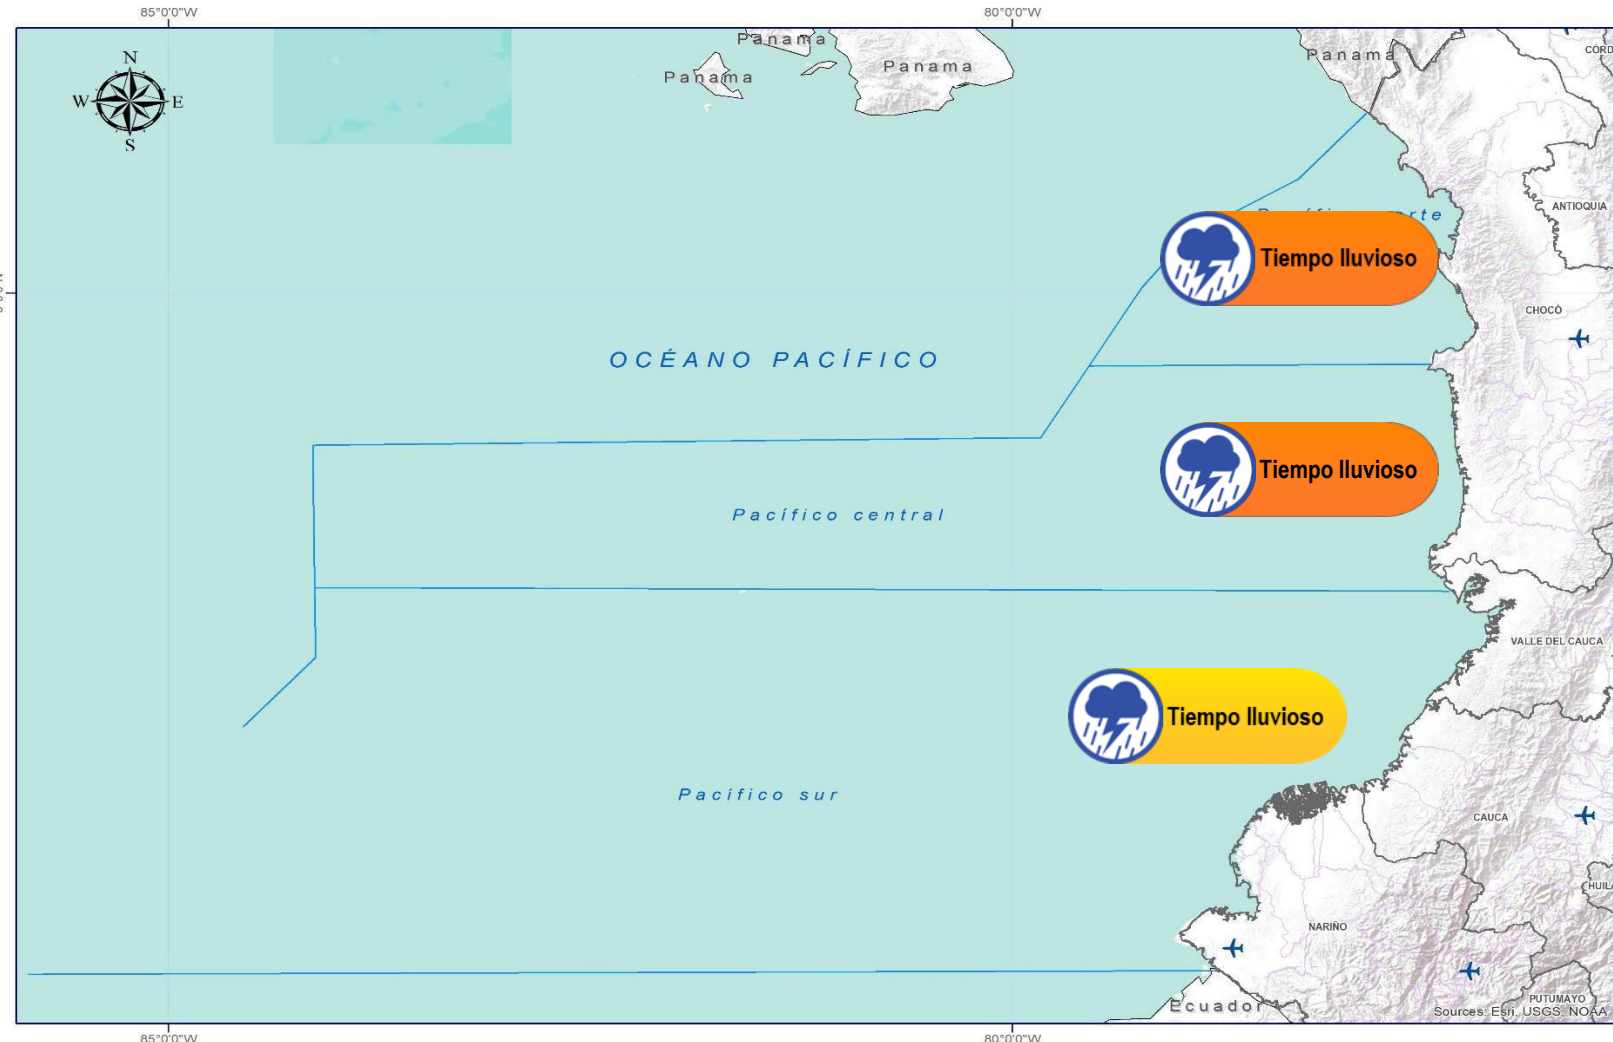 85°0'0"W
80°0'0"W
N
W
E
S
Panama
Panama
Panama
Panama
ANTIOQUIA
Tiempo lluvioso
CHOCÓ
OCÉANO PACÍFICO
Tiempo lluvioso
Pacífico central
VALLE DEL CAUCA
Tiempo lluvioso
Pacífico sur
CAUCA
NARIÑO
Ecuador
PUTUMAYO
Sources: Esri, USGS, NOAA
85°0'0"W
80°0'0"W